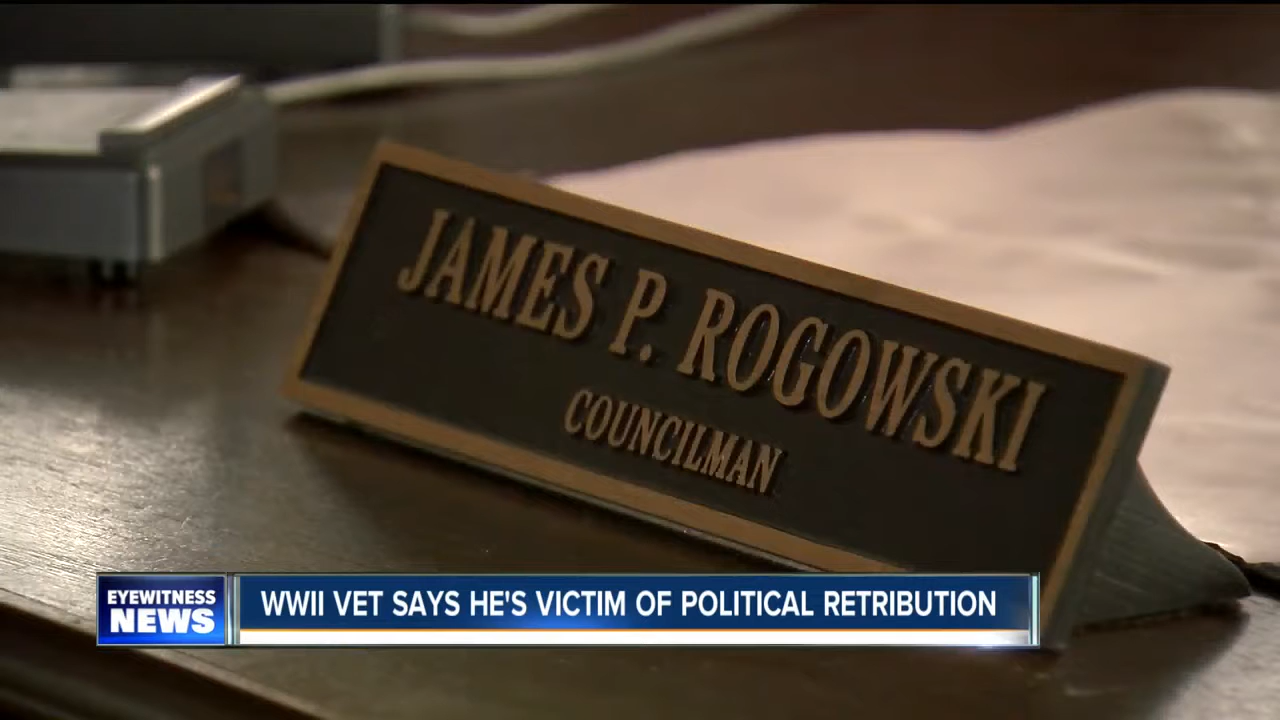 JAMES P. ROGOWSKI
COUNCILMAN
EYEWITNESS
NEWS
WWII VET SAYS HE'S VICTIM OF POLITICAL RETRIBUTION